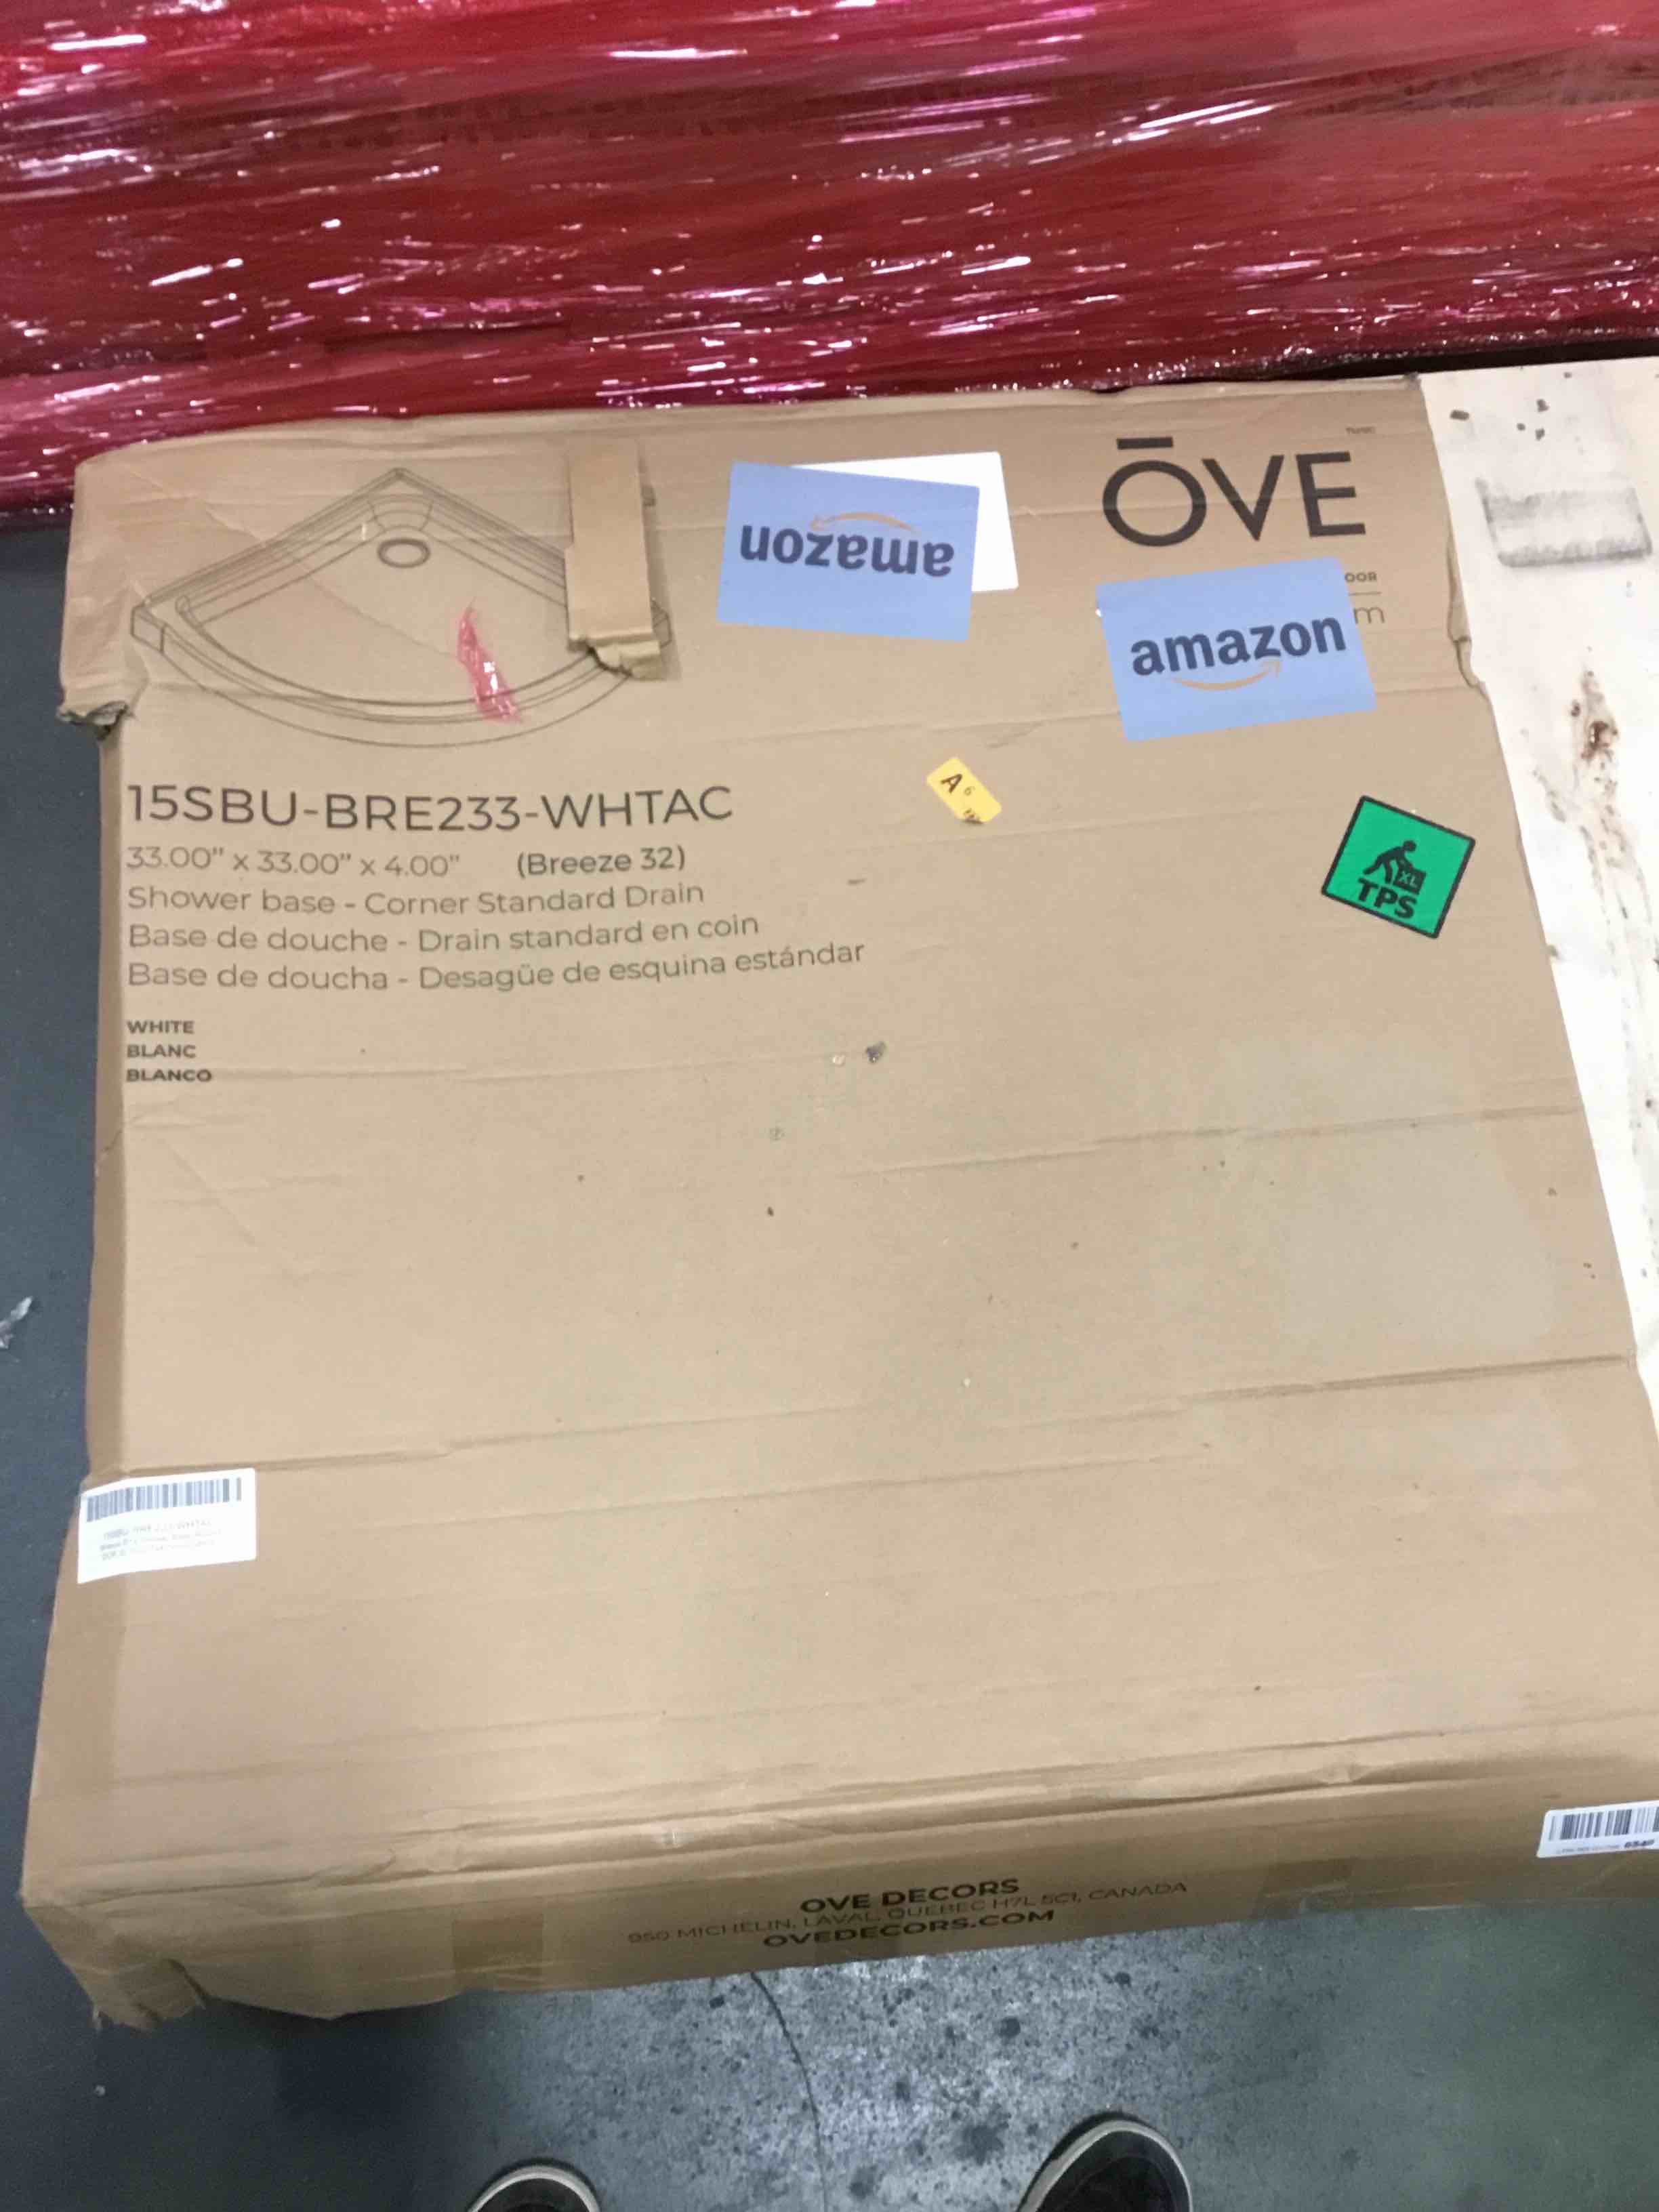 ŌVE
amazon
OOR
amazon
m
15SBU-BRE233-WHTAC
A 6
33.00" x 33.00" x 4.00" (Breeze 32)
XL
TPS
Shower base - Corner Standard Drain
Base de douche - Drain standard en coin
Base de doucha - Desagüe de esquina estándar
WHITE
BLANC
BLANCO
OVE DECORS
950 MICHELIN, LAVAL, QUEBEC H7L 5C1, CANADA
OVEDECORS.COM